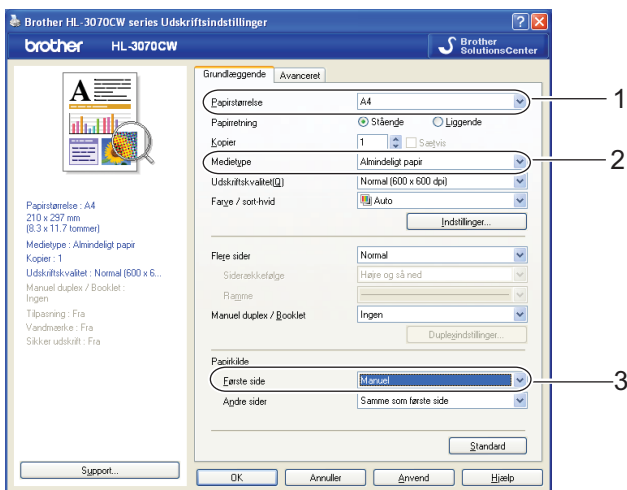 Brother HL-3070CW series Udskriftsindstillinger
brother HL-3070CW
Brother
SolutionsCenter
Grundlæggende Avanceret
Papirstørrelse A4 1
Papirretning Stående Liggende
Kopier 1 Sætvis
Medietype Almindeligt papir 2
Udskriftskvalitet(Q) Normal (600 x 600 dpi)
Farve / sort-hvid Auto
Indstillinger...
Papirstørrelse : A4
210 x 297 mm
(8.3 x 11.7 tommer)
Medietype : Almindeligt papir
Kopier : 1
Udskriftskvalitet : Normal (600 x 6...
Manuel duplex / Booklet :
Ingen
Tilpasning : Fra
Vandmærke : Fra
Sikker udskrift : Fra
Flere sider Normal
Siderækkefølge Højre og så ned
Ramme
Manuel duplex / Booklet Ingen
Duplexindstillinger...
Papirkilde
Første side Manuel 3
Andre sider Samme som første side
Standard
Support... OK Annuller Anvend Hjælp